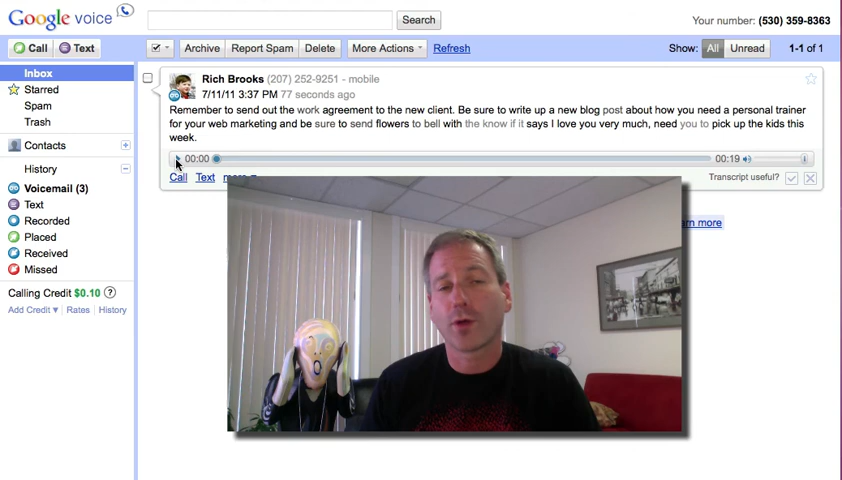 Google voice
Search
Your number: (530) 359-8363
Call
Text
Archive
Report Spam
Delete
More Actions
Refresh
Show:
All
Unread
1-1 of 1
Inbox
Starred
Spam
Trash
Contacts
History
Voicemail (3)
Text
Recorded
Placed
Received
Missed
Calling Credit $0.10 ?
Add Credit
Rates
History
Rich Brooks (207) 252-9251 - mobile
7/11/11 3:37 PM 77 seconds ago
Remember to send out the work agreement to the new client. Be sure to write up a new blog post about how you need a personal trainer
for your web marketing and be sure to send flowers to bell with the know if it says I love you very much, need you to pick up the kids this
week.
00:00
00:19
Call
Text
Transcript useful?